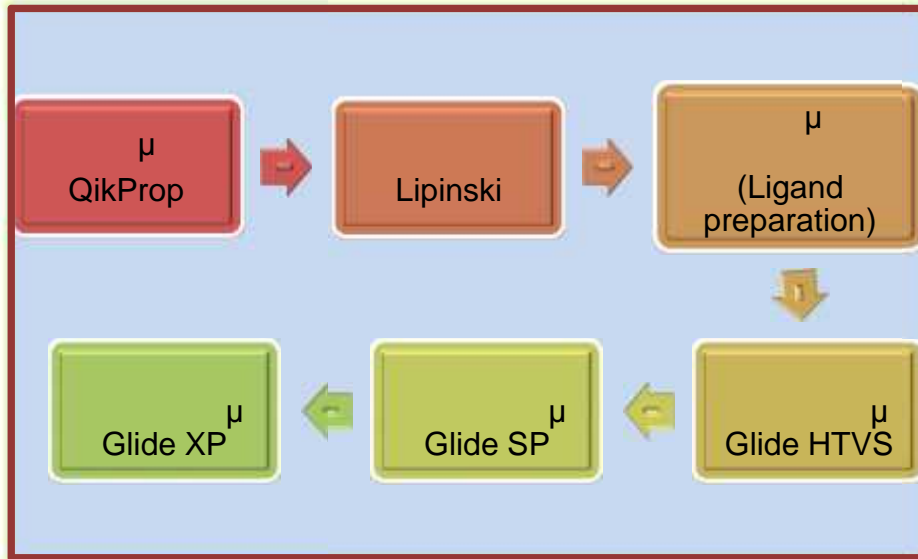 μ
QikProp
Lipinski
μ
(Ligand
preparation)
μ
Glide HTVS
μ
Glide SP
μ
Glide XP